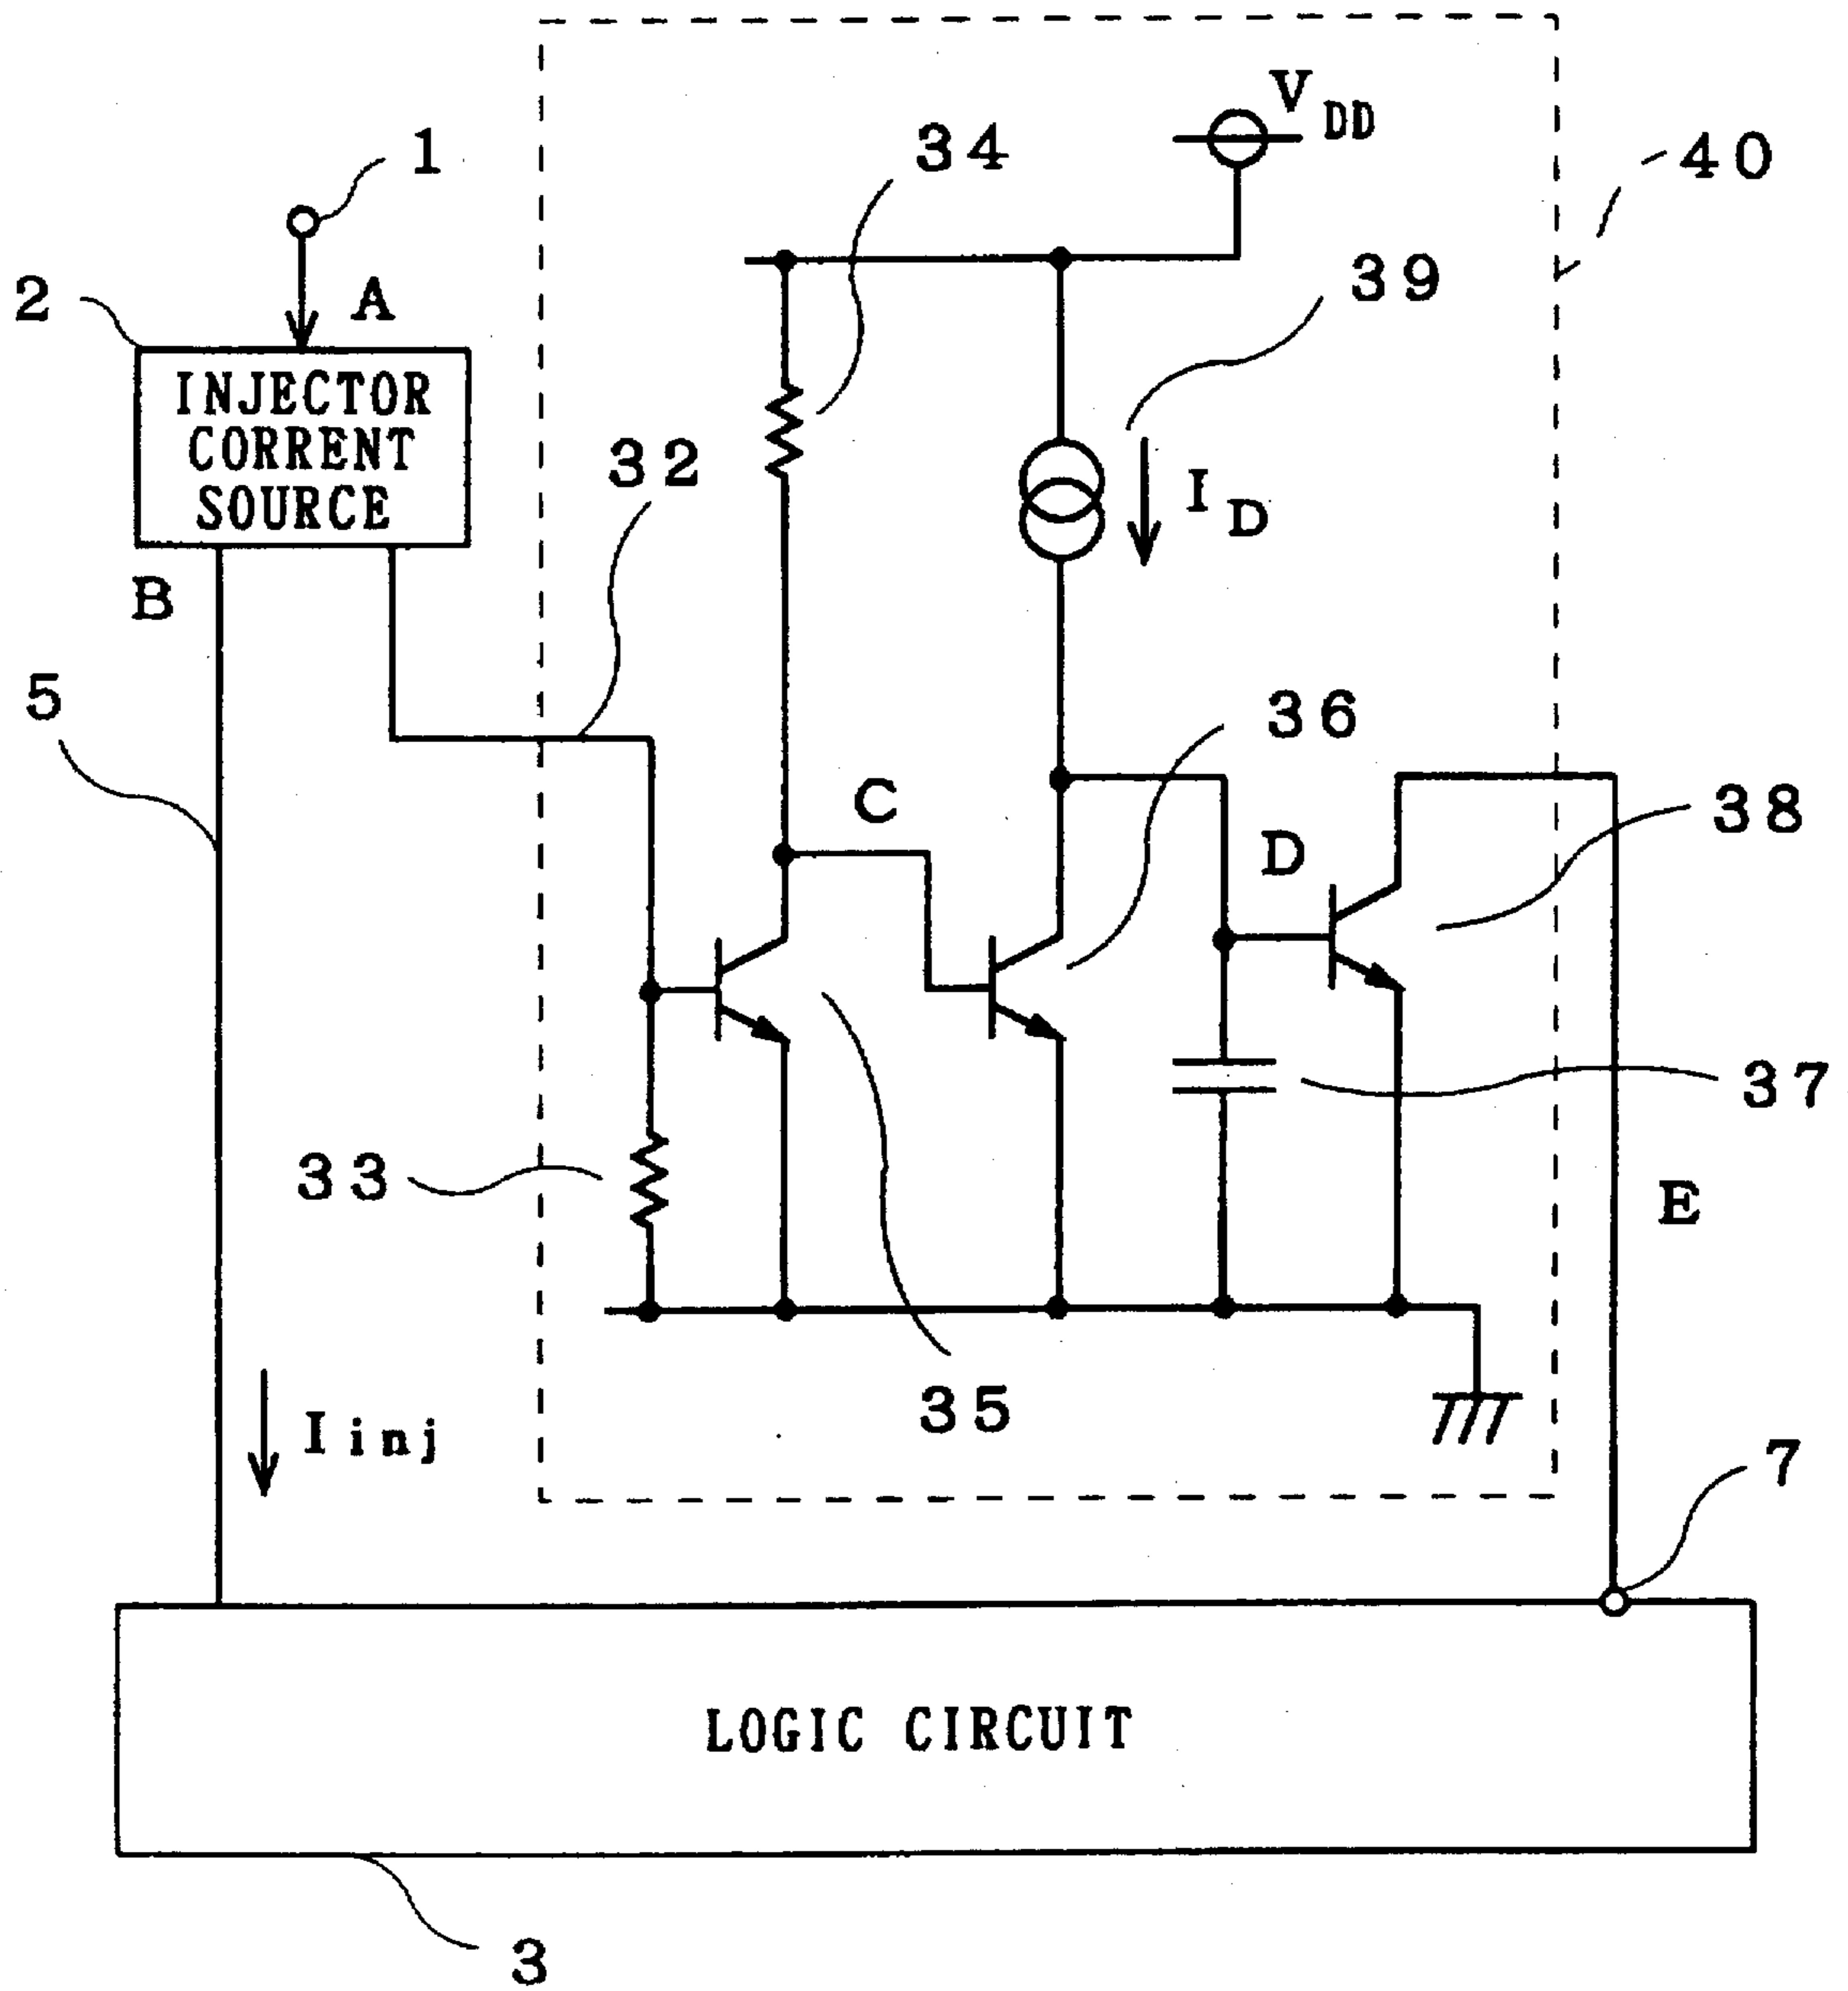 V DD
34
40
1
39
2
A
INJECTOR
CORRENT
SOURCE
32
I D
B
5
36
C
38
D
37
33
E
35
I inj
7
LOGIC CIRCUIT
3